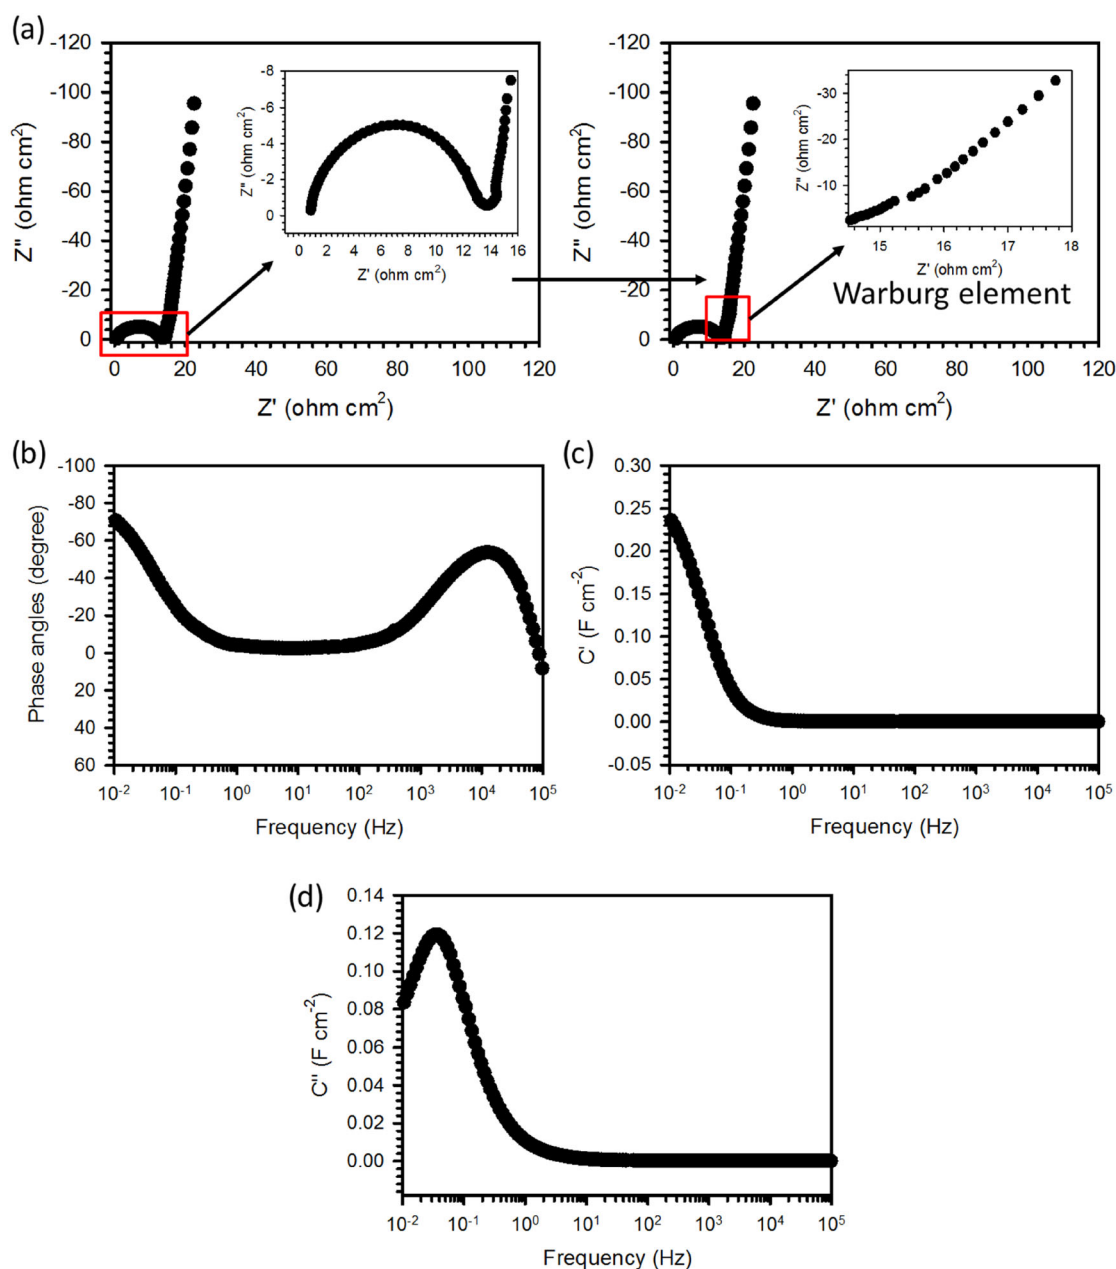 (a)
-120
-100
-80
-60
-40
-20
0
Z" (ohm cm2)
0 20 40 60 80 100 120
Z' (ohm cm2)
-8
-6
-4
-2
0
Z" (ohm cm2)
0 2 4 6 8 10 12 14 16
Z' (ohm cm2)
-120
-100
-80
-60
-40
-20
0
Z" (ohm cm2)
0 20 40 60 80 100 120
Z' (ohm cm2)
-30
-20
-10
Z" (ohm cm2)
15 16 17 18
Z' (ohm cm2)
Warburg element
(b)
-100
-80
-60
-40
-20
0
20
40
60
Phase angles (degree)
10-2 10-1 100 101 102 103 104 105
Frequency (Hz)
(c)
0.30
0.25
0.20
0.15
0.10
0.05
0.00
-0.05
C' (F cm-2)
10-2 10-1 100 101 102 103 104 105
Frequency (Hz)
(d)
0.14
0.12
0.10
0.08
0.06
0.04
0.02
0.00
C" (F cm-2)
10-2 10-1 100 101 102 103 104 105
Frequency (Hz)